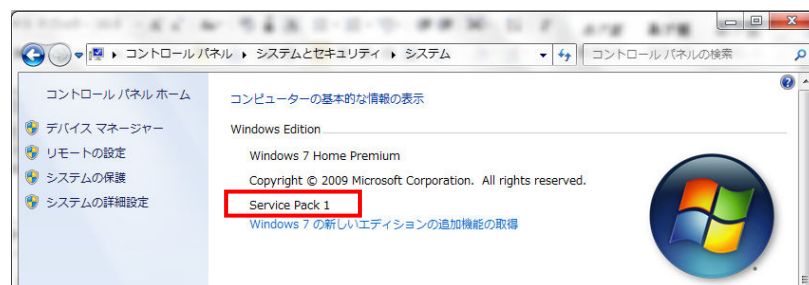 コントロール パネル ▸ システムとセキュリティ ▸ システム
コントロール パネルの検索
コントロール パネル ホーム
デバイス マネージャー
リモートの設定
システムの保護
システムの詳細設定
コンピューターの基本的な情報の表示
Windows Edition
Windows 7 Home Premium
Copyright © 2009 Microsoft Corporation. All rights reserved.
Service Pack 1
Windows 7 の新しいエディションの追加機能の取得